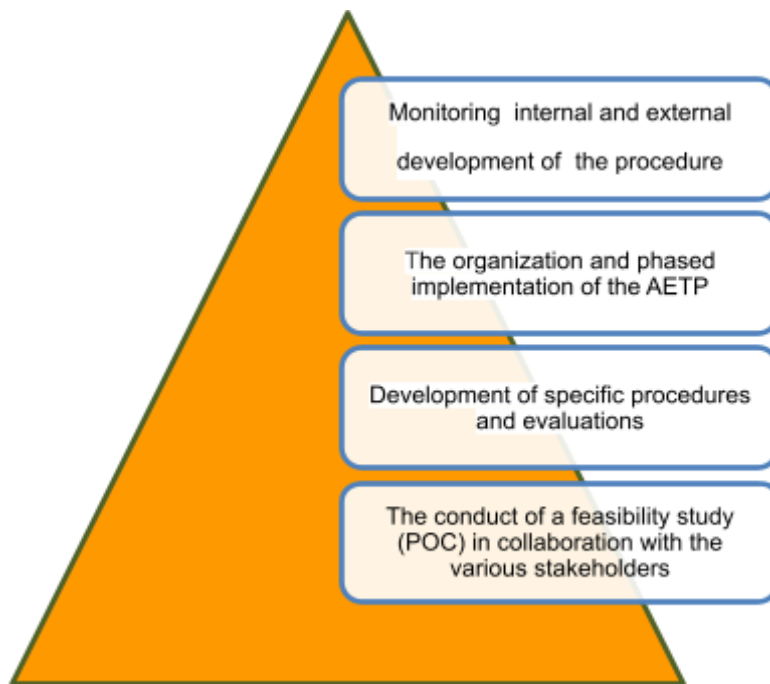 Monitoring internal and external
development of the procedure
The organization and phased
implementation of the AETP
Development of specific procedures
and evaluations
The conduct of a feasibility study
(POC) in collaboration with the
various stakeholders